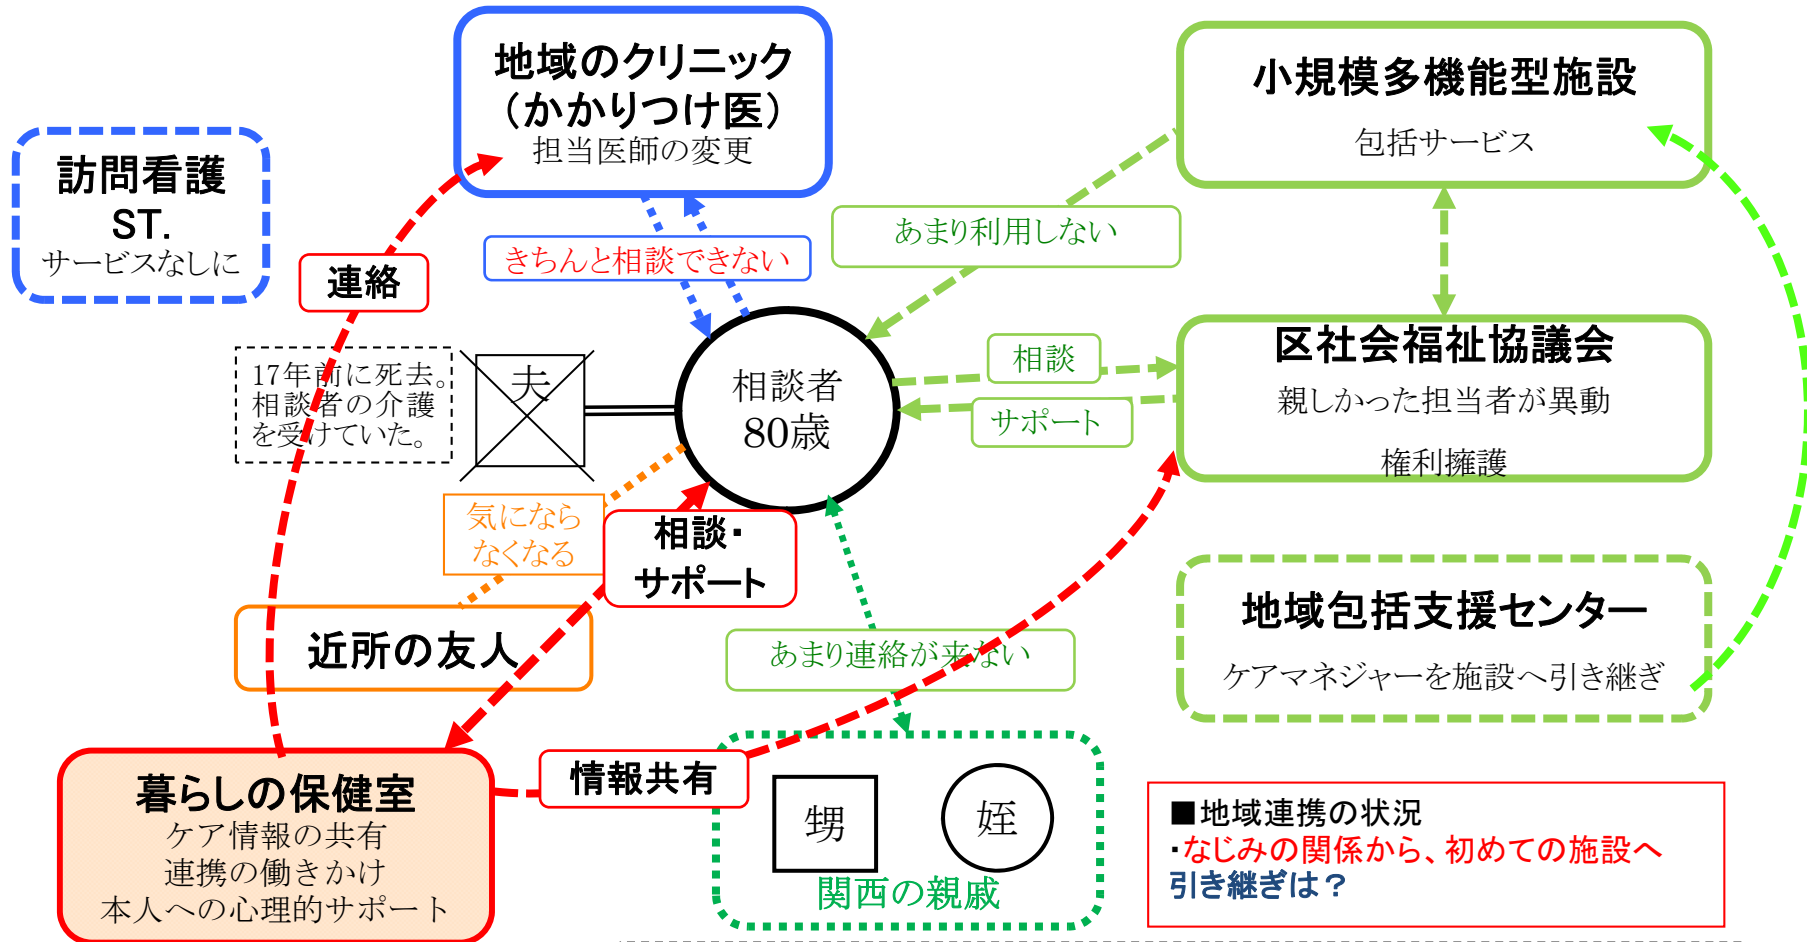 地域のクリニック
（かかりつけ医）
担当医師の変更
小規模多機能型施設
包括サービス
訪問看護
ST.
サービスなしに
連絡
きちんと相談できない
あまり利用しない
17年前に死去。
相談者の介護
を受けていた。
夫
相談者
80歳
相談
サポート
区社会福祉協議会
親しかった担当者が異動
権利擁護
気になら
なくなる
相談・
サポート
近所の友人
あまり連絡が来ない
地域包括支援センター
ケアマネジャーを施設へ引き継ぎ
暮らしの保健室
ケア情報の共有
連携の働きかけ
本人への心理的サポート
情報共有
甥
姪
関西の親戚
■地域連携の状況
・なじみの関係から、初めての施設へ
引き継ぎは？